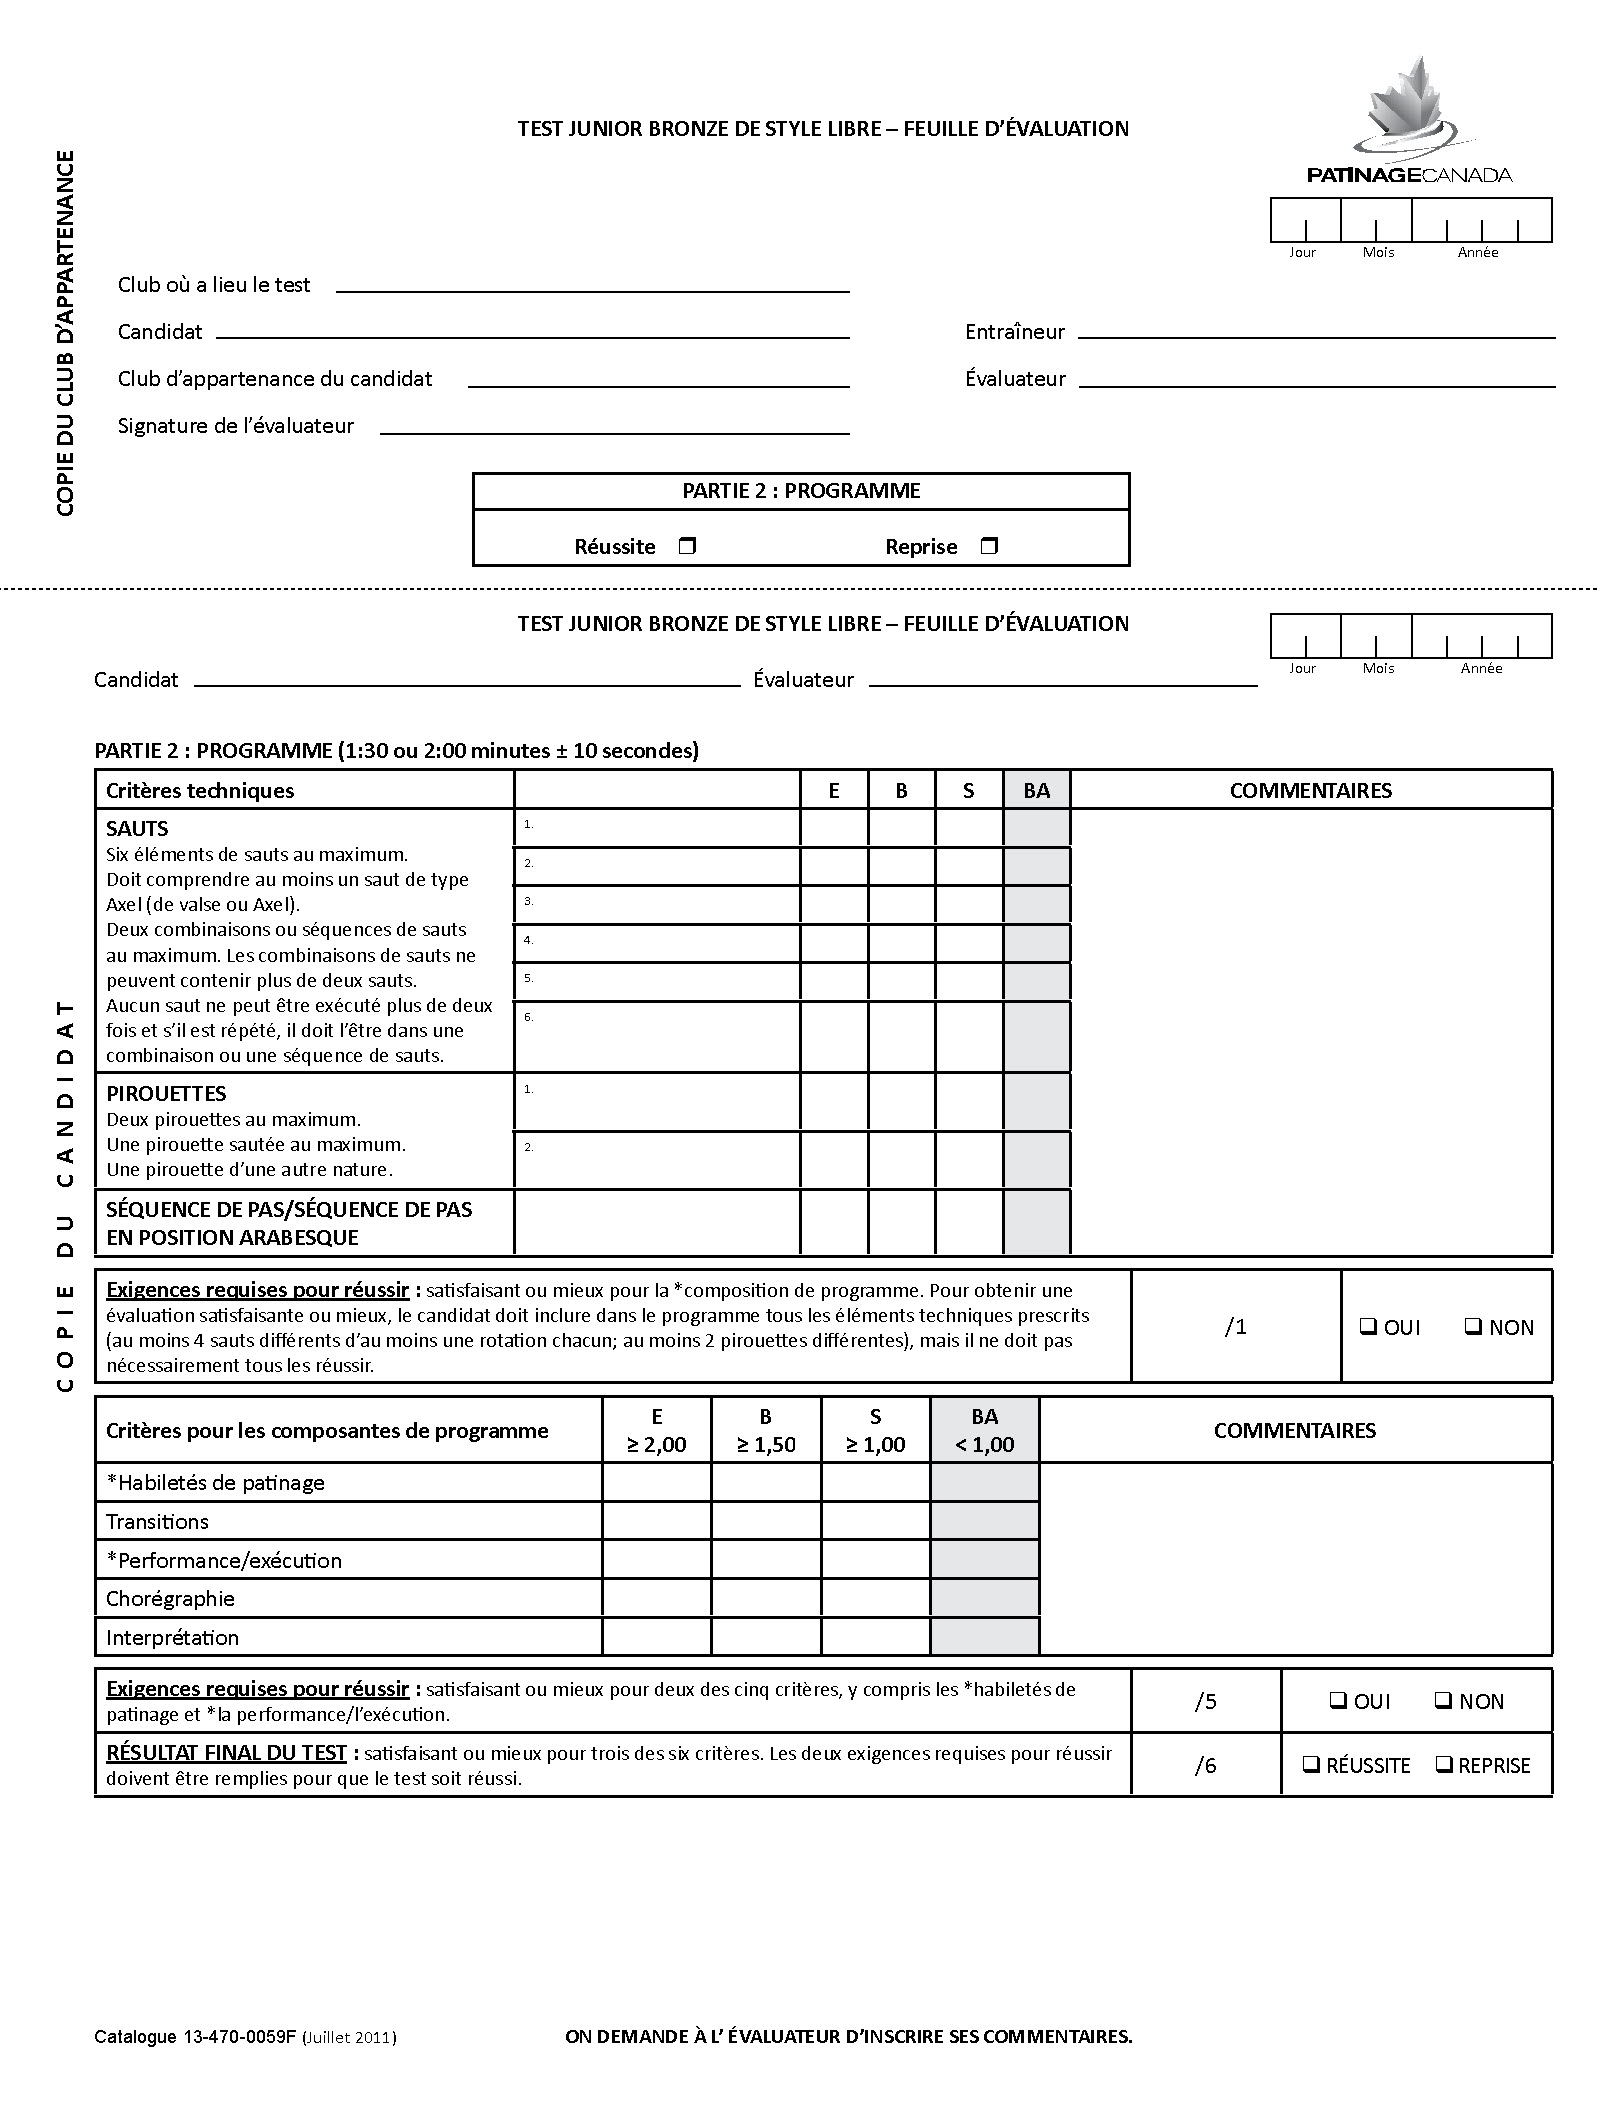 TEST JUNIOR BRONZE DE STYLE LIBRE – FEUILLE D’ÉVALUATION
PATINAGECANADA
Jour Mois Année
COPIE DU CLUB D’APPARTENANCE
Club où a lieu le test
Candidat Entraîneur
Club d’appartenance du candidat Évaluateur
Signature de l’évaluateur
PARTIE 2 : PROGRAMME
Réussite ❒ Reprise ❒
TEST JUNIOR BRONZE DE STYLE LIBRE – FEUILLE D’ÉVALUATION
Jour Mois Année
Candidat Évaluateur
COPIE DU CANDIDAT
PARTIE 2 : PROGRAMME (1:30 ou 2:00 minutes ± 10 secondes)
Critères techniques E B S BA COMMENTAIRES
SAUTS
Six éléments de sauts au maximum.
Doit comprendre au moins un saut de type
Axel (de valse ou Axel).
Deux combinaisons ou séquences de sauts
au maximum. Les combinaisons de sauts ne
peuvent contenir plus de deux sauts.
Aucun saut ne peut être exécuté plus de deux
fois et s’il est répété, il doit l’être dans une
combinaison ou une séquence de sauts.
1.
2.
3.
4.
5.
6.
PIROUETTES
Deux pirouettes au maximum.
Une pirouette sautée au maximum.
Une pirouette d’une autre nature.
1.
2.
SÉQUENCE DE PAS/SÉQUENCE DE PAS
EN POSITION ARABESQUE
Exigences requises pour réussir : satisfaisant ou mieux pour la *composition de programme. Pour obtenir une
évaluation satisfaisante ou mieux, le candidat doit inclure dans le programme tous les éléments techniques prescrits
(au moins 4 sauts différents d’au moins une rotation chacun; au moins 2 pirouettes différentes), mais il ne doit pas
nécessairement tous les réussir.
/1 ❑ OUI ❑ NON
Critères pour les composantes de programme
E B S BA
≥ 2,00 ≥ 1,50 ≥ 1,00 < 1,00
COMMENTAIRES
*Habiletés de patinage
Transitions
*Performance/exécution
Chorégraphie
Interprétation
Exigences requises pour réussir : satisfaisant ou mieux pour deux des cinq critères, y compris les *habiletés de
patinage et *la performance/l’exécution.
/5 ❑ OUI ❑ NON
RÉSULTAT FINAL DU TEST : satisfaisant ou mieux pour trois des six critères. Les deux exigences requises pour réussir
doivent être remplies pour que le test soit réussi.
/6 ❑ RÉUSSITE ❑ REPRISE
Catalogue 13-470-0059F (Juillet 2011) ON DEMANDE À L’ ÉVALUATEUR D’INSCRIRE SES COMMENTAIRES.